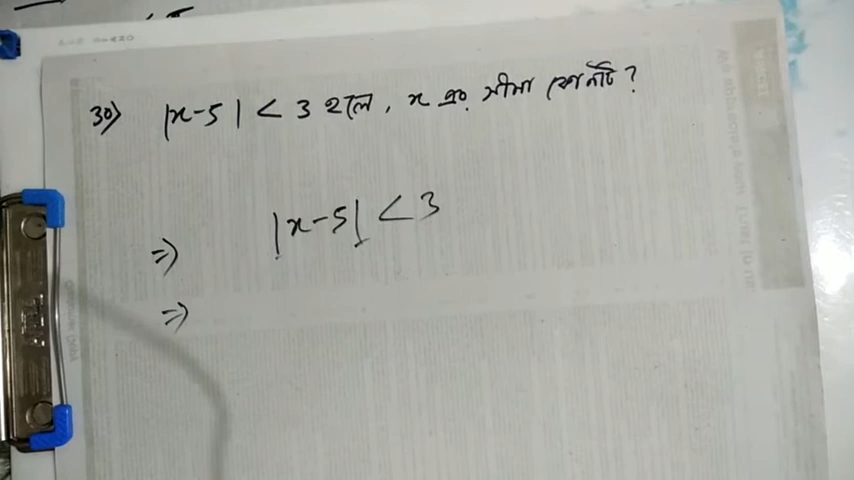 30) |x-5| < 3 হলে, x এর সীমা কোনটি?
|x-5| < 3
⇒)
⇒)